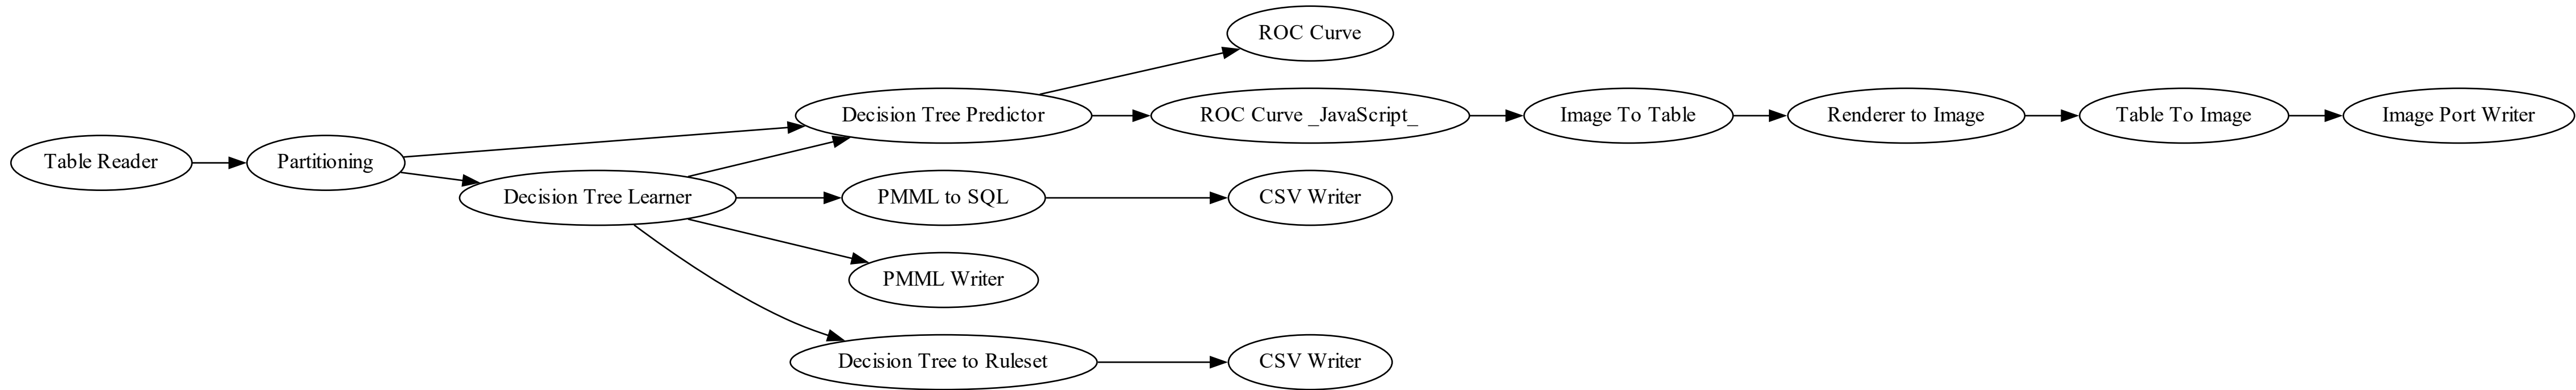 ROC Curve
Decision Tree Predictor
ROC Curve _JavaScript_
Image To Table
Renderer to Image
Table To Image
Image Port Writer
Table Reader
Partitioning
Decision Tree Learner
PMML to SQL
CSV Writer
PMML Writer
Decision Tree to Ruleset
CSV Writer